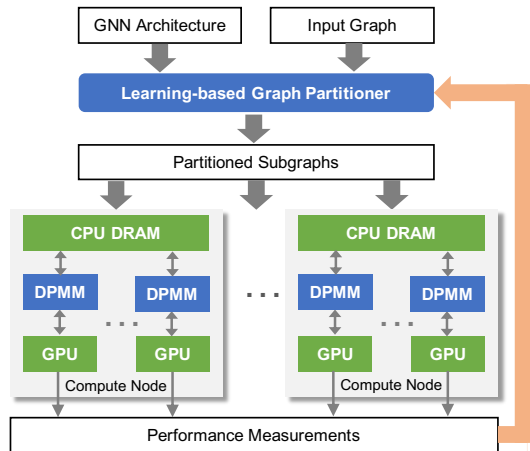 GNN Architecture
Input Graph
Learning-based Graph Partitioner
Partitioned Subgraphs
CPU DRAM
CPU DRAM
DPMM
DPMM
...
DPMM
DPMM
...
...
GPU
GPU
GPU
GPU
Compute Node
Compute Node
Performance Measurements